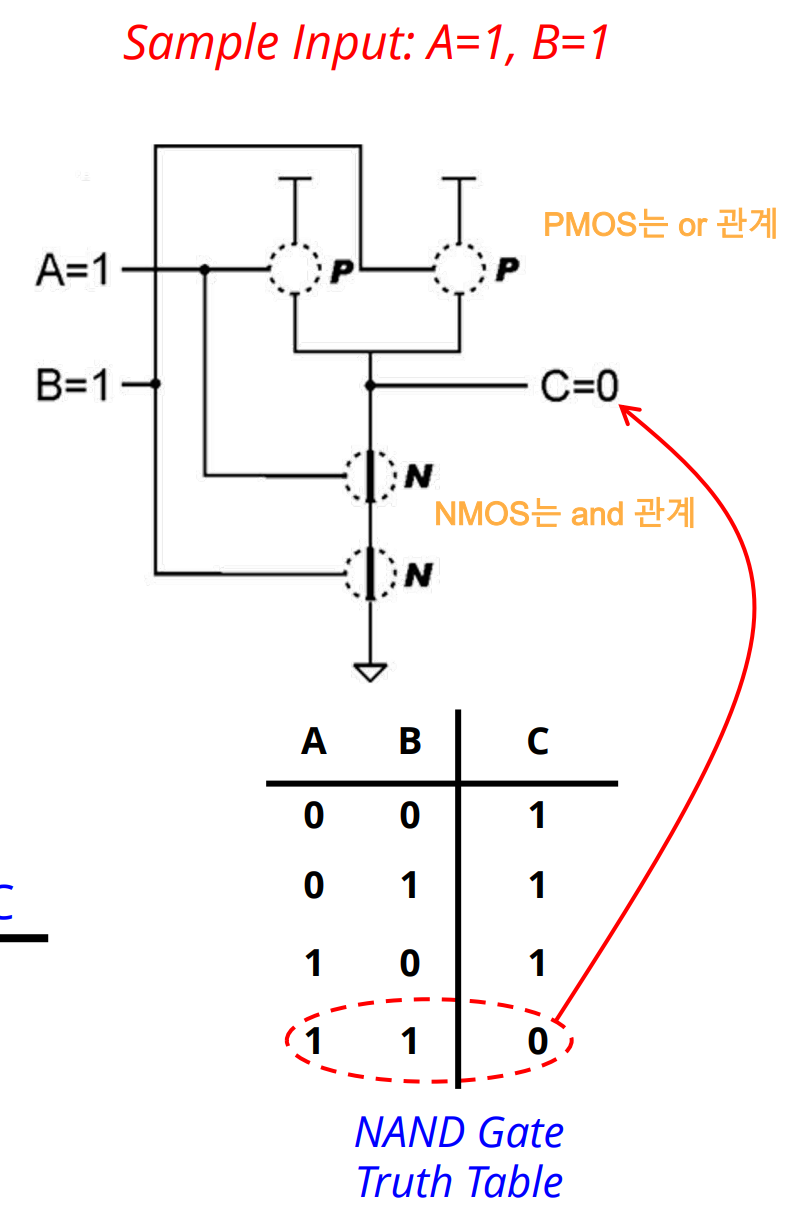 Sample Input: A=1, B=1
PMOS는 or 관계
A=1
P
P
B=1
C=0
N
NMOS는 and 관계
N
A B C
0 0 1
0 1 1
C
1 0 1
1 1 0
NAND Gate
Truth Table